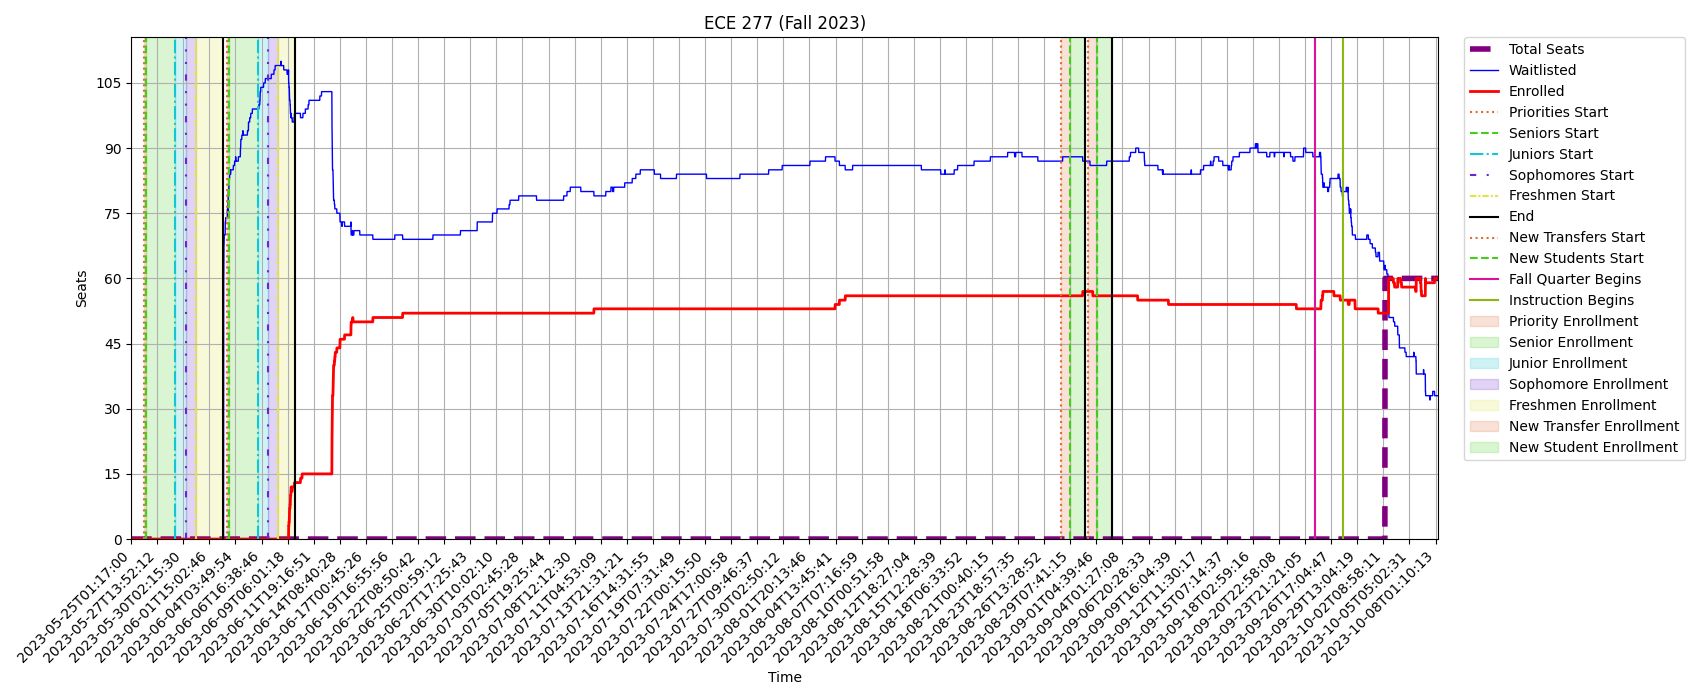 ECE 277 (Fall 2023)
Seats
105
90
75
60
45
30
15
0
2023-05-25T01:17:00
2023-05-27T13:52:12
2023-05-30T02:15:30
2023-06-01T15:02:46
2023-06-04T03:49:54
2023-06-06T16:38:46
2023-06-09T06:01:18
2023-06-11T19:16:51
2023-06-14T08:40:28
2023-06-17T00:45:26
2023-06-19T16:55:56
2023-06-22T08:50:42
2023-06-25T00:59:12
2023-06-27T17:25:43
2023-06-30T10:02:10
2023-07-03T02:45:28
2023-07-05T19:25:44
2023-07-08T12:12:30
2023-07-11T04:53:09
2023-07-13T21:31:21
2023-07-16T14:31:55
2023-07-19T07:31:49
2023-07-22T00:15:50
2023-07-24T17:00:58
2023-07-27T09:46:37
2023-07-30T02:50:12
2023-08-01T20:13:46
2023-08-04T13:45:41
2023-08-07T07:16:59
2023-08-10T00:51:58
2023-08-12T18:27:04
2023-08-15T12:28:39
2023-08-18T06:33:52
2023-08-21T00:40:15
2023-08-23T18:57:35
2023-08-26T13:28:52
2023-08-29T07:41:15
2023-09-01T04:39:46
2023-09-04T01:27:08
2023-09-06T20:28:33
2023-09-09T16:04:39
2023-09-12T11:30:17
2023-09-15T07:14:37
2023-09-18T02:59:16
2023-09-20T22:58:08
2023-09-23T21:21:05
2023-09-26T17:04:47
2023-09-29T13:04:19
2023-10-02T08:58:11
2023-10-05T05:02:31
2023-10-08T01:10:13
Time
Total Seats
Waitlisted
Enrolled
Priorities Start
Seniors Start
Juniors Start
Sophomores Start
Freshmen Start
End
New Transfers Start
New Students Start
Fall Quarter Begins
Instruction Begins
Priority Enrollment
Senior Enrollment
Junior Enrollment
Sophomore Enrollment
Freshmen Enrollment
New Transfer Enrollment
New Student Enrollment